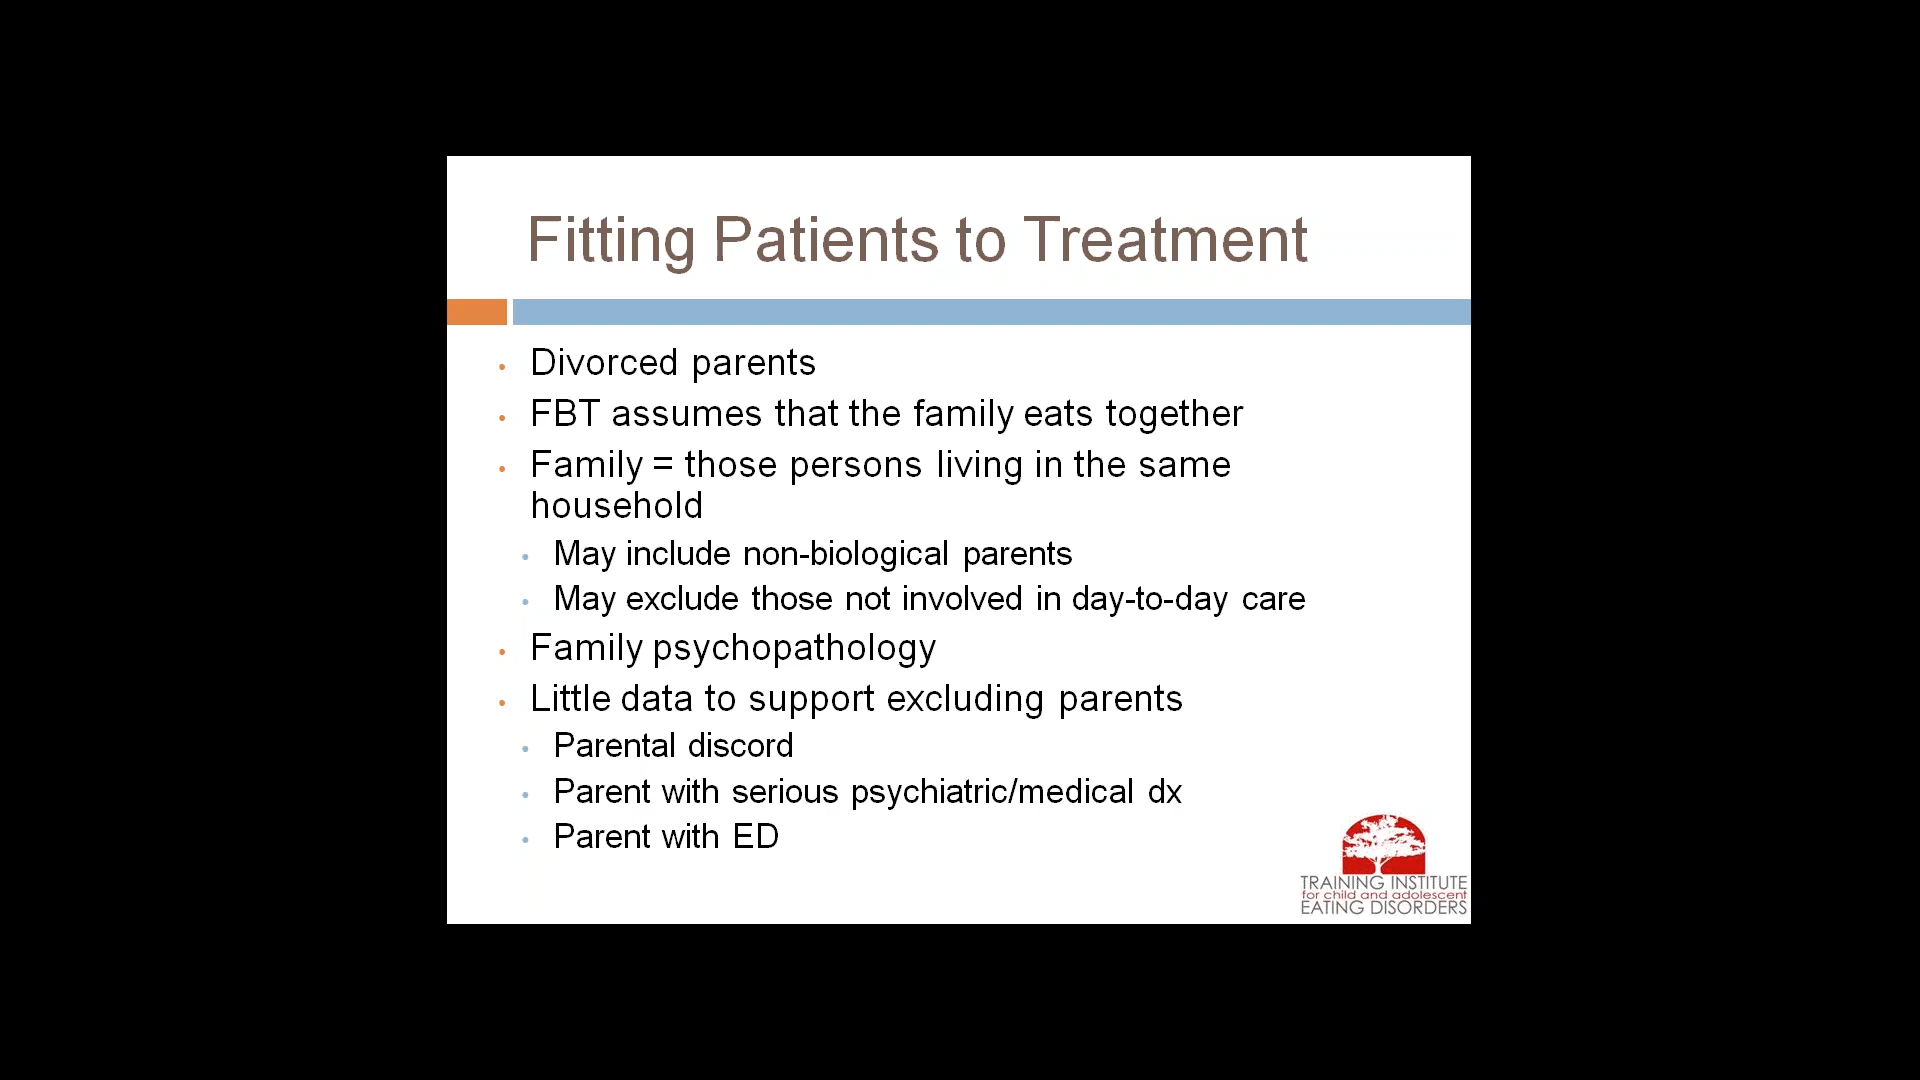 Fitting Patients to Treatment
• Divorced parents
• FBT assumes that the family eats together
• Family = those persons living in the same
household
• May include non-biological parents
• May exclude those not involved in day-to-day care
• Family psychopathology
• Little data to support excluding parents
• Parental discord
• Parent with serious psychiatric/medical dx
• Parent with ED
TRAINING INSTITUTE
for child and adolescent
EATING DISORDERS